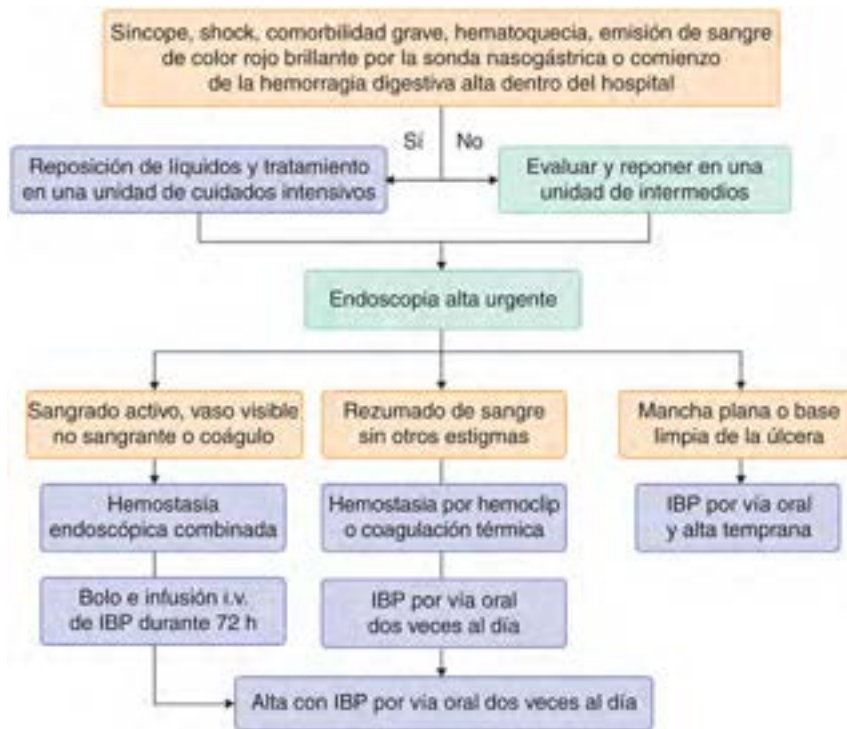 Síncope, shock, comorbilidad grave, hematoquecia, emisión de sangre
de color rojo brillante por la sonda nasogástrica o comienzo
de la hemorragia digestiva alta dentro del hospital
Sí
No
Reposición de líquidos y tratamiento
en una unidad de cuidados intensivos
Evaluar y reponer en una
unidad de intermedios
Endoscopia alta urgente
Sangrado activo, vaso visible
no sangrante o coágulo
Rezumado de sangre
sin otros estigmas
Mancha plana o base
limpia de la úlcera
Hemostasia
endoscópica combinada
Hemostasia por hemoclip
o coagulación térmica
IBP por vía oral
y alta temprana
Bolo e infusión i.v.
de IBP durante 72 h
IBP por vía oral
dos veces al día
Alta con IBP por vía oral dos veces al día